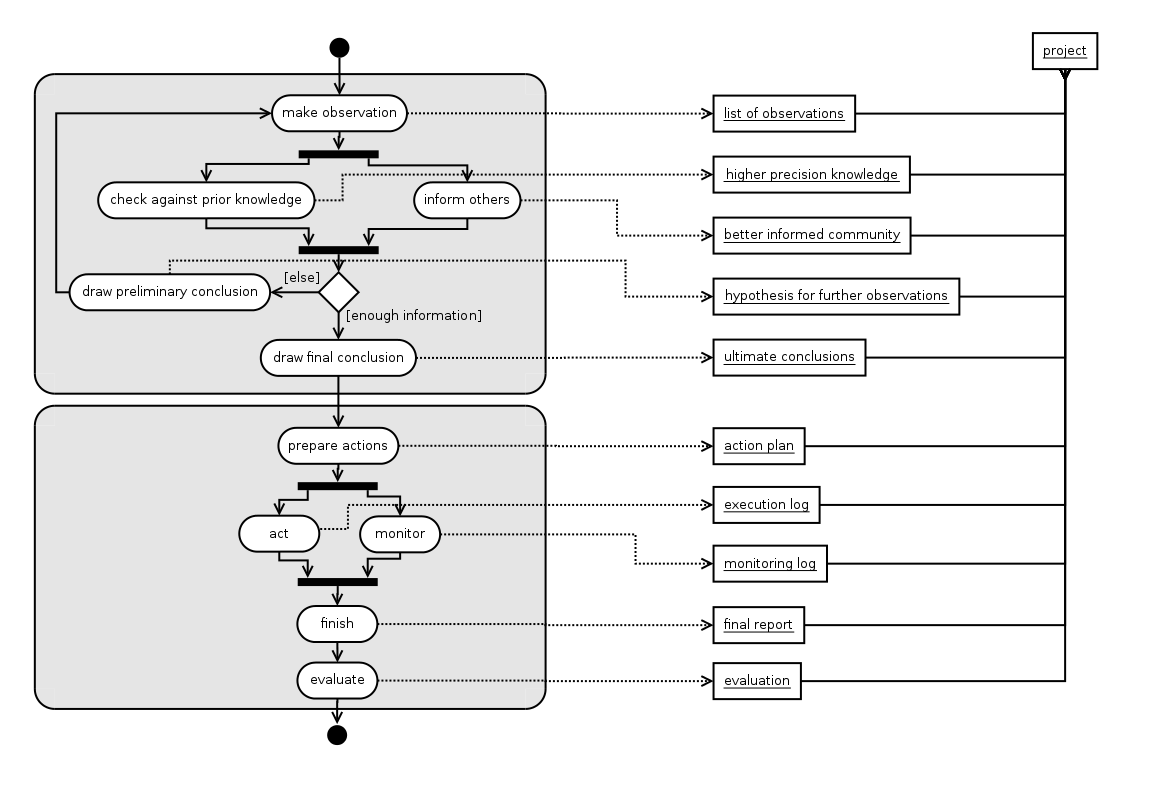 project
make observation
list of observations
higher precision knowledge
check against prior knowledge
inform others
better informed community
[else]
draw preliminary conclusion
hypothesis for further observations
[enough information]
draw final conclusion
ultimate conclusions
prepare actions
action plan
execution log
act
monitor
monitoring log
finish
final report
evaluate
evaluation